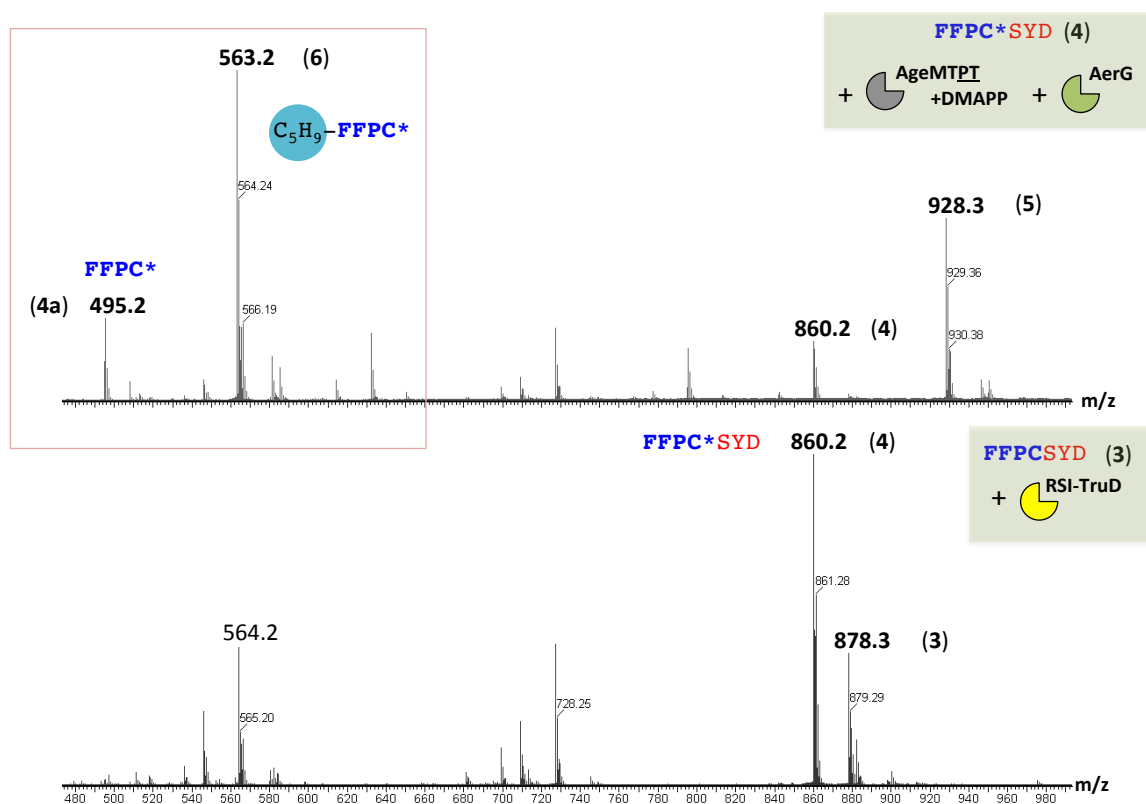 563.2 (6)
FFPC*SYD (4)
AgeMTPT
AerG
+ +DMAPP +
C5H9-FFPC*
564.24
928.3 (5)
FFPC*
929.36
(4a) 495.2
566.19
860.2 (4)
930.38
m/z
FFPC*SYD 860.2 (4)
FFPCSYD (3)
RSI-TruD
+
861.28
564.2
878.3 (3)
565.20
728.25
879.29
480 500 520 540 560 580 600 620 640 660 680 700 720 740 760 780 800 820 840 860 880 900 920 940 960 980 m/z